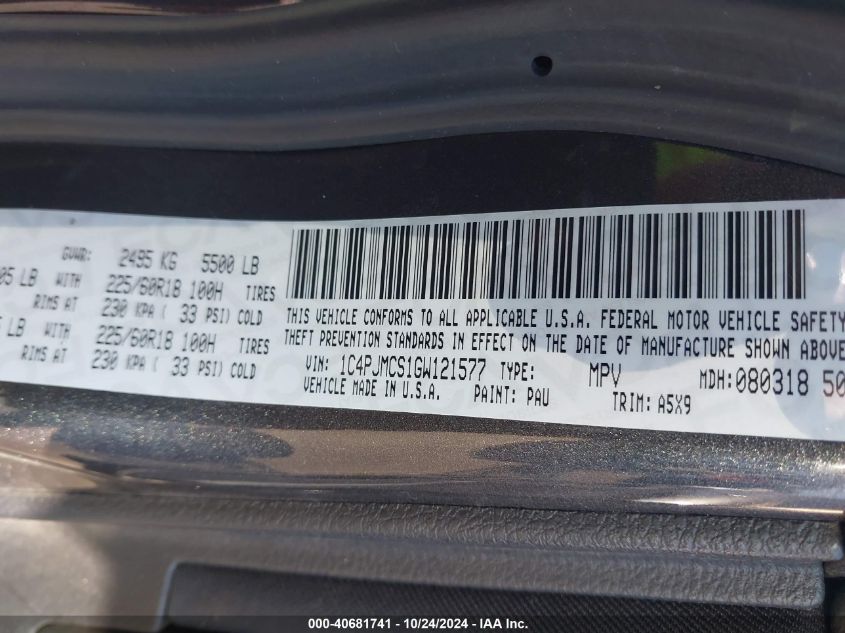 GVWR: 2495 KG 5500 LB
05 LB WITH 225/60R18 100H TIRES
RIMS AT 230 KPA ( 33 PSI) COLD
LB WITH 225/60R18 100H TIRES
RIMS AT 230 KPA ( 33 PSI) COLD
THIS VEHICLE CONFORMS TO ALL APPLICABLE U.S.A. FEDERAL MOTOR VEHICLE SAFETY
THEFT PREVENTION STANDARDS IN EFFECT ON THE DATE OF MANUFACTURE SHOWN ABOVE
VIN: 1C4PJMCS1GW121577 TYPE: MPV MDH:080318 50
VEHICLE MADE IN U.S.A. PAINT: PAU TRIM: A5X9
000-40681741 / 10/24/2024 - IAA Inc.